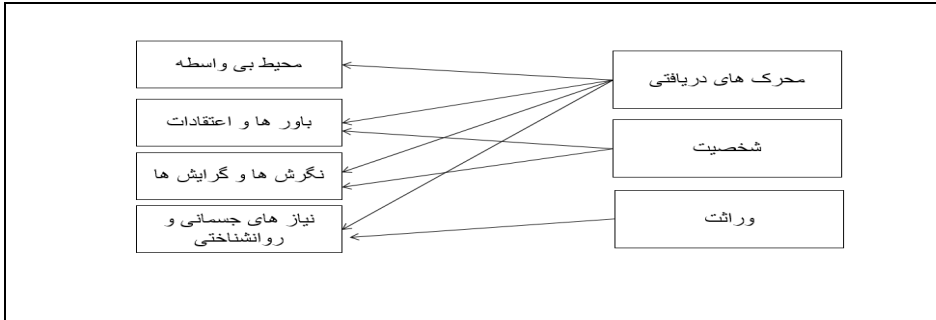 محرک های دریافتی
شخصیت
وراثت
محیط بی واسطه
باور ها و اعتقادات
نگرش ها و گرایش ها
نیاز های جسمانی و
روانشناختی